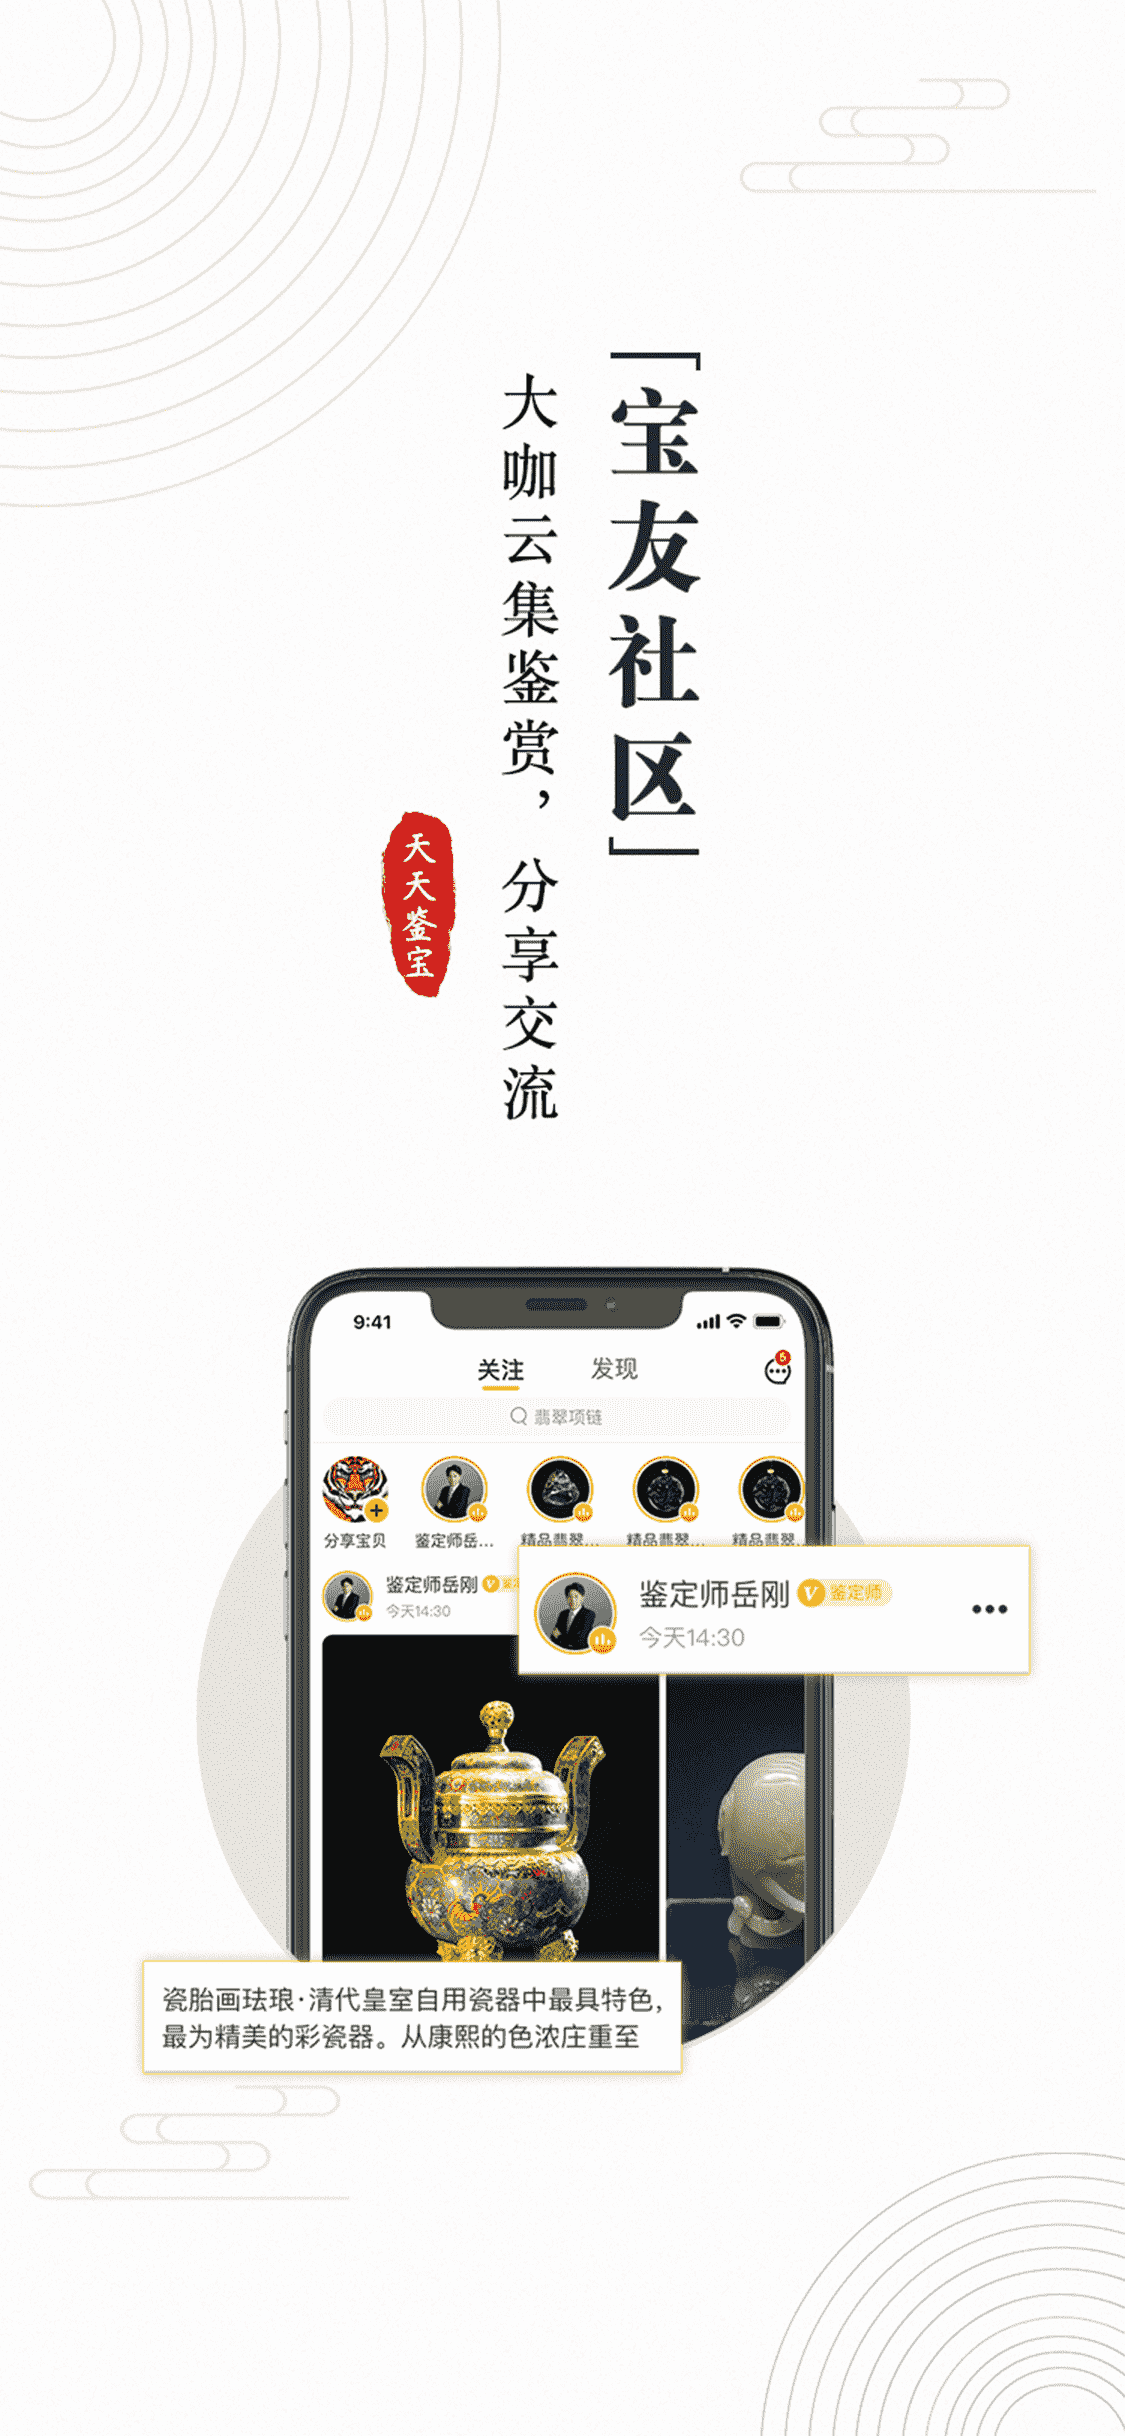 「宝友社区」
大咖云集鉴赏，分享交流
天天鉴宝
9:41
关注 发现
5
翡翠项链
分享宝贝 鉴定师岳... 精品翡翠... 精品翡翠... 精品翡翠...
鉴定师岳刚 V
今天14:30
鉴定师岳刚 V 鉴定师
今天14:30
瓷胎画珐琅·清代皇室自用瓷器中最具特色，
最为精美的彩瓷器。从康熙的色浓庄重至